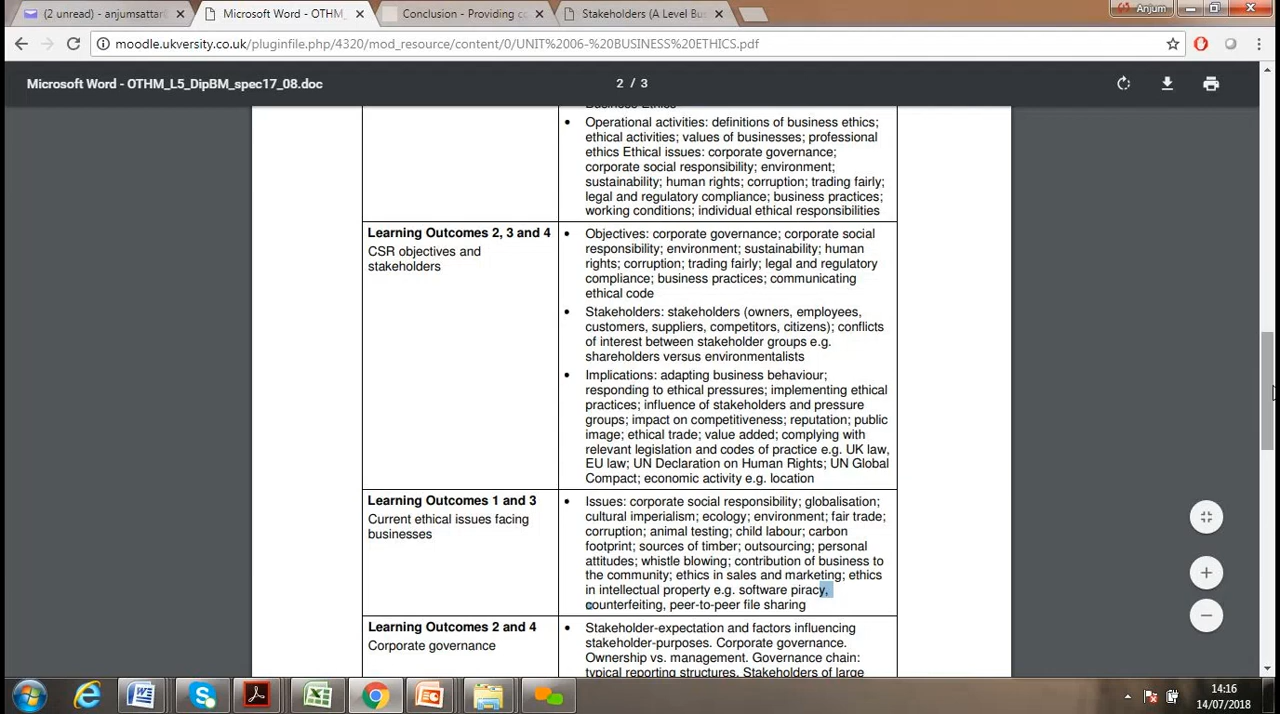 (2 unread) - anjumsattar
Microsoft Word - OTHM_
Conclusion - Providing co
Stakeholders (A Level Bus
Anjum
moodle.ukversity.co.uk/pluginfile.php/4320/mod_resource/content/0/UNIT%2006-%20BUSINESS%20ETHICS.pdf
Microsoft Word - OTHM_L5_DipBM_spec17_08.doc
2 / 3
Business Ethics
• Operational activities: definitions of business ethics;
ethical activities; values of businesses; professional
ethics Ethical issues: corporate governance;
corporate social responsibility; environment;
sustainability; human rights; corruption; trading fairly;
legal and regulatory compliance; business practices;
working conditions; individual ethical responsibilities
Learning Outcomes 2, 3 and 4
CSR objectives and
stakeholders
• Objectives: corporate governance; corporate social
responsibility; environment; sustainability; human
rights; corruption; trading fairly; legal and regulatory
compliance; business practices; communicating
ethical code
• Stakeholders: stakeholders (owners, employees,
customers, suppliers, competitors, citizens); conflicts
of interest between stakeholder groups e.g.
shareholders versus environmentalists
• Implications: adapting business behaviour;
responding to ethical pressures; implementing ethical
practices; influence of stakeholders and pressure
groups; impact on competitiveness; reputation; public
image; ethical trade; value added; complying with
relevant legislation and codes of practice e.g. UK law,
EU law; UN Declaration on Human Rights; UN Global
Compact; economic activity e.g. location
Learning Outcomes 1 and 3
Current ethical issues facing
businesses
• Issues: corporate social responsibility; globalisation;
cultural imperialism; ecology; environment; fair trade;
corruption; animal testing; child labour; carbon
footprint; sources of timber; outsourcing; personal
attitudes; whistle blowing; contribution of business to
the community; ethics in sales and marketing; ethics
in intellectual property e.g. software piracy,
counterfeiting, peer-to-peer file sharing
Learning Outcomes 2 and 4
Corporate governance
• Stakeholder-expectation and factors influencing
stakeholder-purposes. Corporate governance.
Ownership vs. management. Governance chain:
typical reporting structures. Stakeholders of large
14:16
14/07/2018